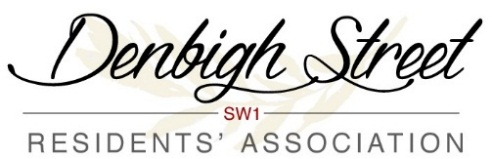 Denbigh Street
SW1
RESIDENTS' ASSOCIATION